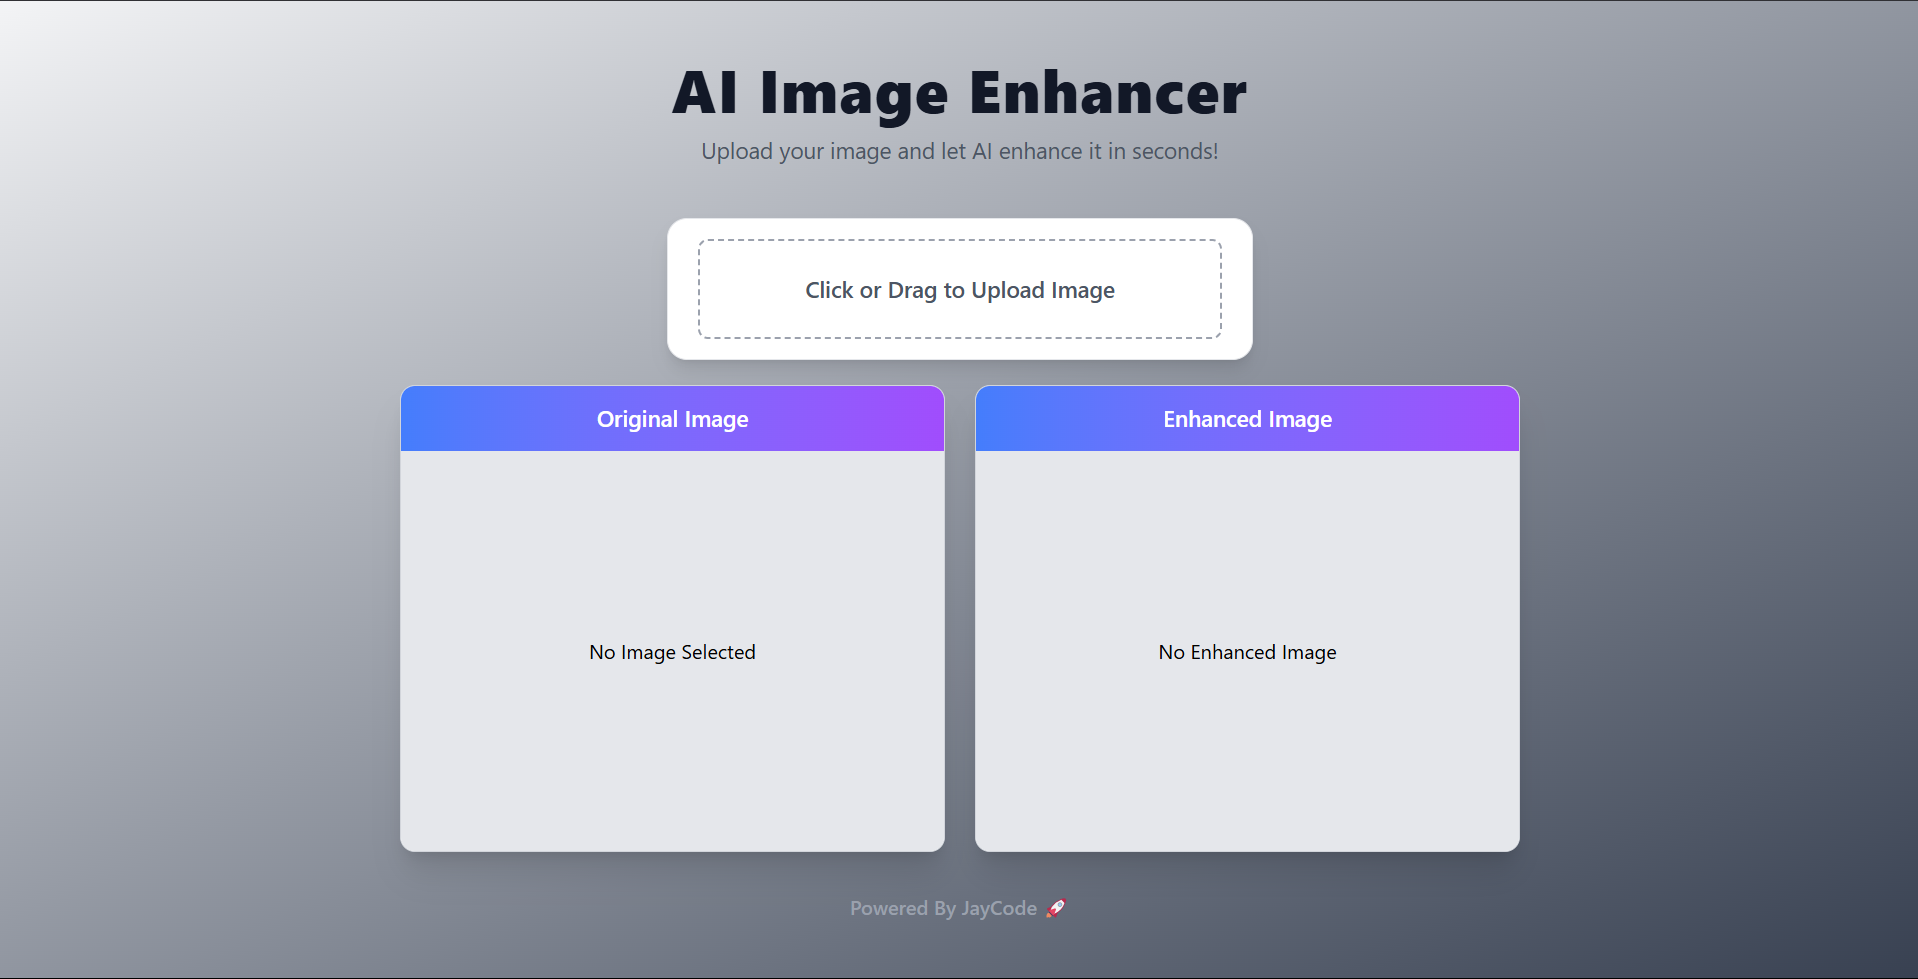 AI Image Enhancer
Upload your image and let AI enhance it in seconds!
Click or Drag to Upload Image
Original Image
No Image Selected
Enhanced Image
No Enhanced Image
Powered By JayCode 🚀